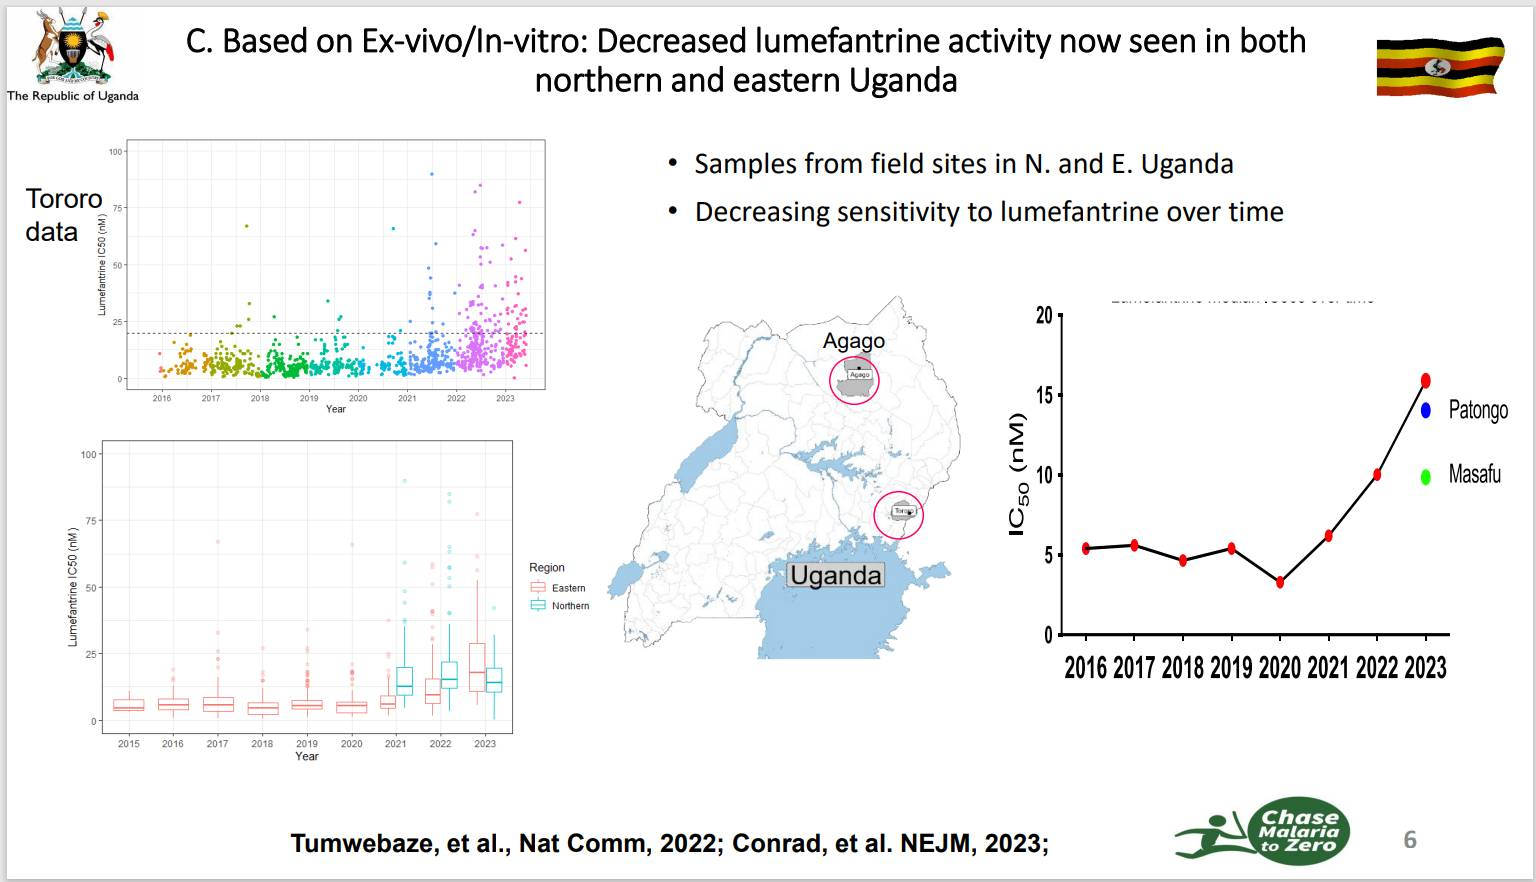 C. Based on Ex-vivo/In-vitro: Decreased lumefantrine activity now seen in both
northern and eastern Uganda
The Republic of Uganda
Tororo
data
Lumefantrine IC50 (nM)
100
75
50
25
0
2016 2017 2018 2019 2020 2021 2022 2023
Year
• Samples from field sites in N. and E. Uganda
• Decreasing sensitivity to lumefantrine over time
Lumefantrine IC50 (nM)
100
75
50
25
0
2015 2016 2017 2018 2019 2020 2021 2022 2023
Year
Region
Eastern
Northern
Agago
Agago
Tororo
Uganda
IC50 (nM)
20
15
10
5
0
2016 2017 2018 2019 2020 2021 2022 2023
Patongo
Masafu
Tumwebaze, et al., Nat Comm, 2022; Conrad, et al. NEJM, 2023;
Chase
Malaria
to Zero
6